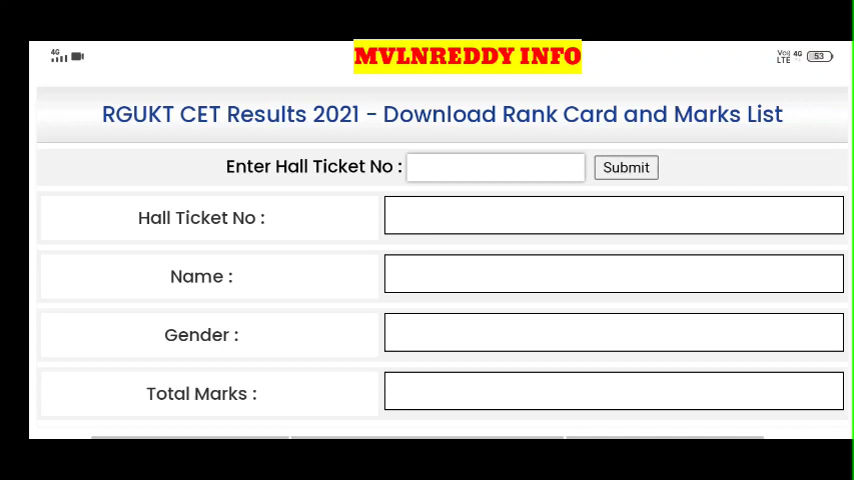 4G
MVLNREDDY INFO
Voj) 4G
LTE
53
RGUKT CET Results 2021 - Download Rank Card and Marks List
Enter Hall Ticket No :
Submit
Hall Ticket No :
Name :
Gender :
Total Marks :